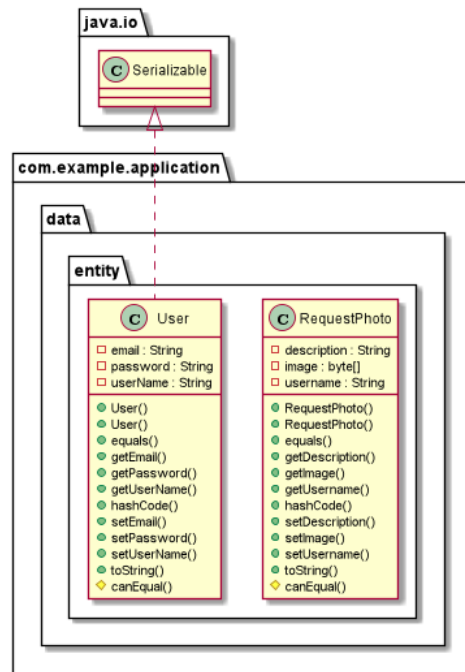 java.io
C Serializable
com.example.application
data
entity
C User
email : String
password : String
userName : String
User()
User()
equals()
getEmail()
getPassword()
getUserName()
hashCode()
setEmail()
setPassword()
setUserName()
toString()
canEqual()
C RequestPhoto
description : String
image : byte[]
username : String
RequestPhoto()
RequestPhoto()
equals()
getDescription()
getImage()
getUsername()
hashCode()
setDescription()
setImage()
setUsername()
toString()
canEqual()